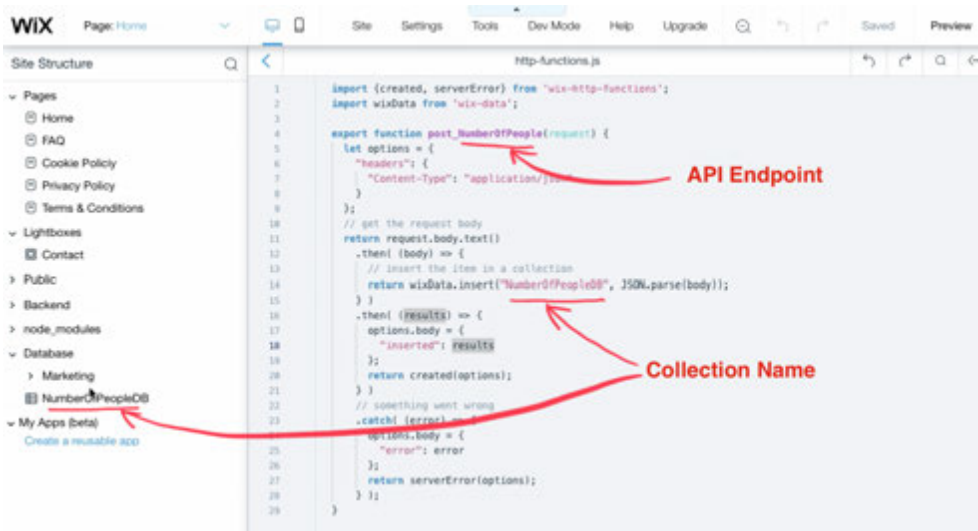 WIX Page: Home Site Settings Tools Dev Mode Help Upgrade Saved Preview
Site Structure
Pages
Home
FAQ
Cookie Policiy
Privacy Policy
Terms & Conditions
Lightboxes
Contact
Public
Backend
node_modules
Database
Marketing
NumberOfPeopleDB
My Apps (beta)
Create a reusable app
http-functions.js
1 import {created, serverError} from 'wix-http-functions';
2 import wixData from 'wix-data';
3
4 export function post_NumberOfPeople(request) {
5 let options = {
6 "headers": {
7 "Content-Type": "application/json"
8 }
9 };
10 // get the request body
11 return request.body.text()
12 .then( (body) => {
13 // insert the item in a collection
14 return wixData.insert("NumberOfPeopleDB", JSON.parse(body));
15 } )
16 .then( (results) => {
17 options.body = {
18 "inserted": results
19 };
20 return created(options);
21 } )
22 // something went wrong
23 .catch( (error) => {
options.body = {
25 "error": error
26 };
27 return serverError(options);
28 } );
29 }
API Endpoint
Collection Name